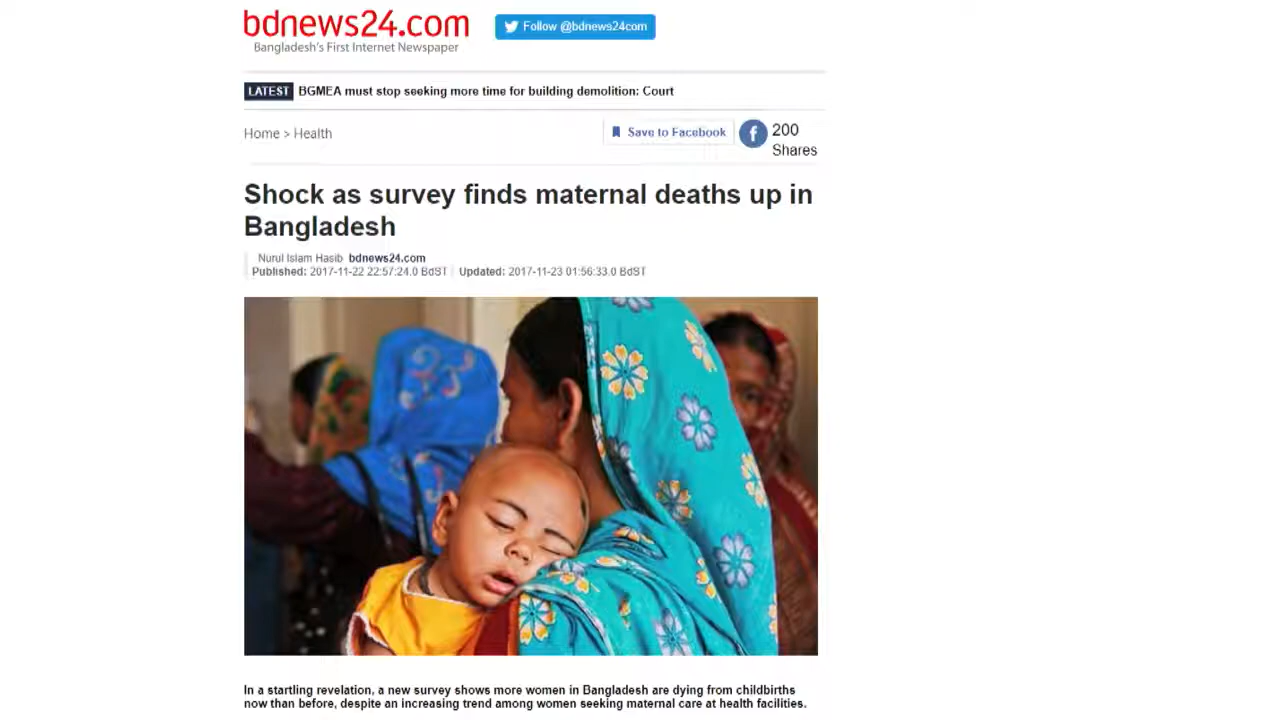 bdnews24.com
Bangladesh's First Internet Newspaper
Follow @bdnews24com
LATEST BGMEA must stop seeking more time for building demolition: Court
Home > Health
Save to Facebook
f
200
Shares
Shock as survey finds maternal deaths up in
Bangladesh
Nurul Islam Hasib bdnews24.com
Published: 2017-11-22 22:57:24.0 BdST Updated: 2017-11-23 01:56:33.0 BdST
In a startling revelation, a new survey shows more women in Bangladesh are dying from childbirths
now than before, despite an increasing trend among women seeking maternal care at health facilities.